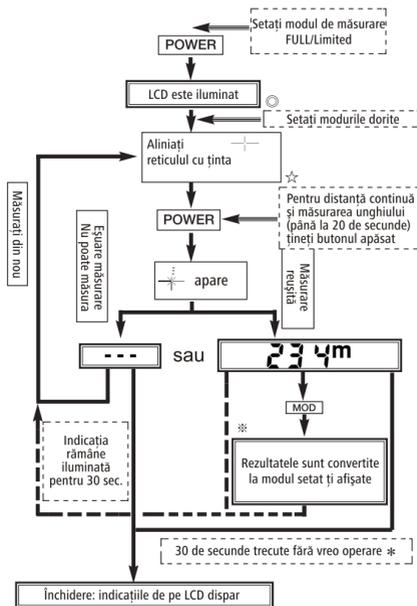 Setați modul de măsurare
FULL/Limited
POWER
LCD este iluminat
Setați modurile dorite
Aliniați
reticulul cu ținta
POWER
Pentru distanță continuă
și măsurarea unghiului
(până la 20 de secunde)
țineți butonul apăsat
Măsurați din nou
Eșuare măsurare
Nu poate măsura
apare
Măsurare
reușită
---
sau
234m
MOD
※
Indicația
rămâne
iluminată
pentru 30 sec.
Rezultatele sunt convertite
la modul setat ți afișate
30 de secunde trecute fără vreo operare *
Închidere: indicațiile de pe LCD dispar